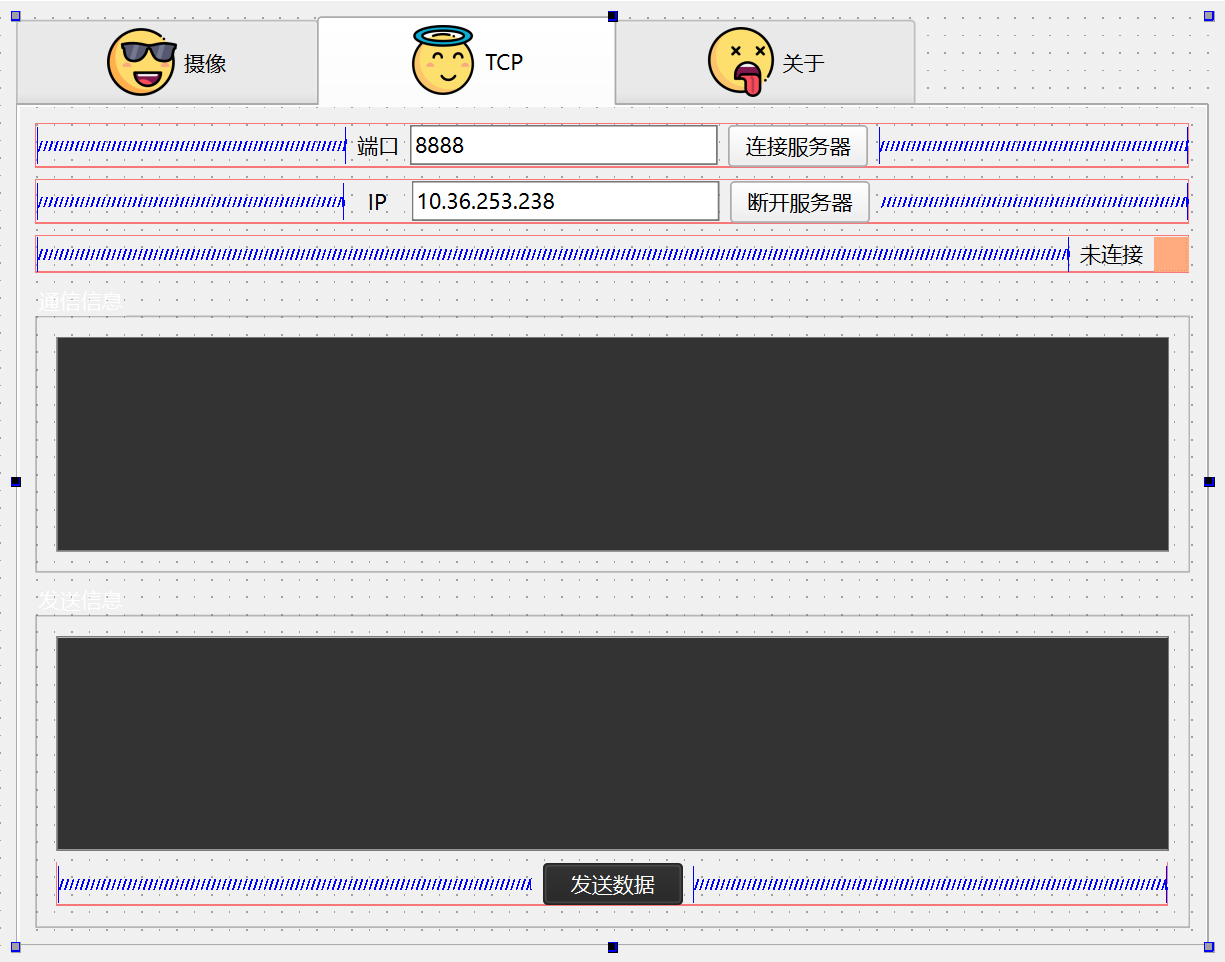 摄像 TCP 关于
端口 8888 连接服务器
IP 10.36.253.238 断开服务器
未连接
通信信息
发送信息
发送数据